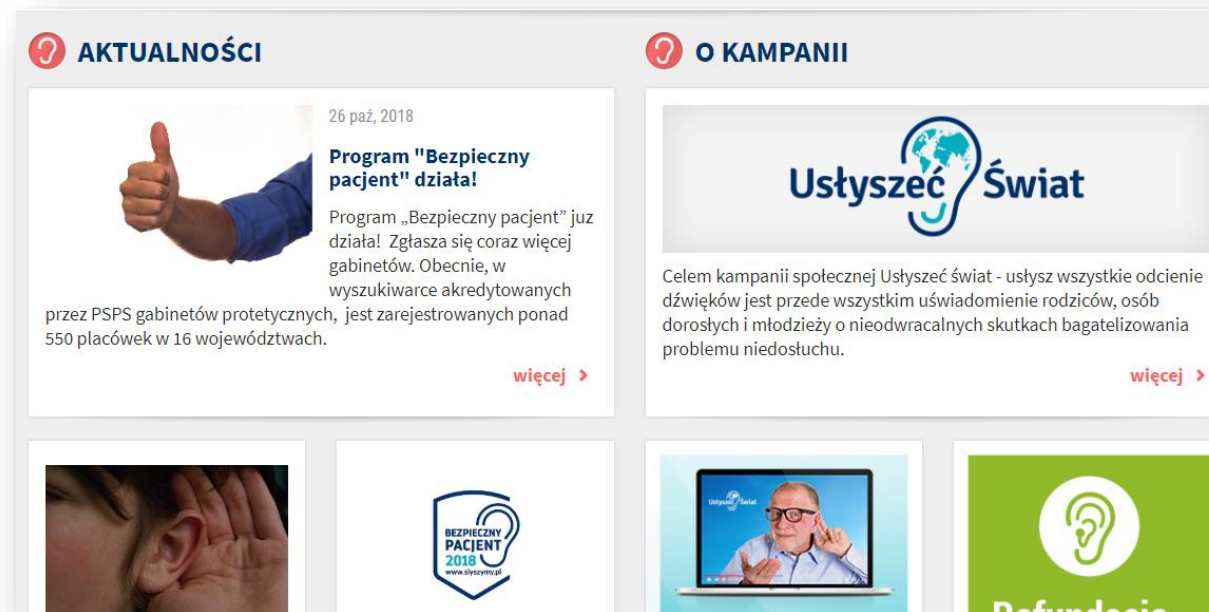 AKTUALNOŚCI
26 paź, 2018
Program "Bezpieczny
pacjent" działa!
Program „Bezpieczny pacjent” juz
działa!  Zgłasza się coraz więcej
gabinetów. Obecnie, w
wyszukiwarce akredytowanych
przez PSPS gabinetów protetycznych,  jest zarejestrowanych ponad
550 placówek w 16 województwach.
więcej
O KAMPANII
Usłyszeć Świat
Celem kampanii społecznej Usłyszeć świat - usłysz wszystkie odcienie
dźwięków jest przede wszystkim uświadomienie rodziców, osób
dorosłych i młodzieży o nieodwracalnych skutkach bagatelizowania
problemu niedosłuchu.
więcej
BEZPIECZNY
PACJENT
2018
www.slyszymy.pl
Usłyszeć Świat
Refundacja